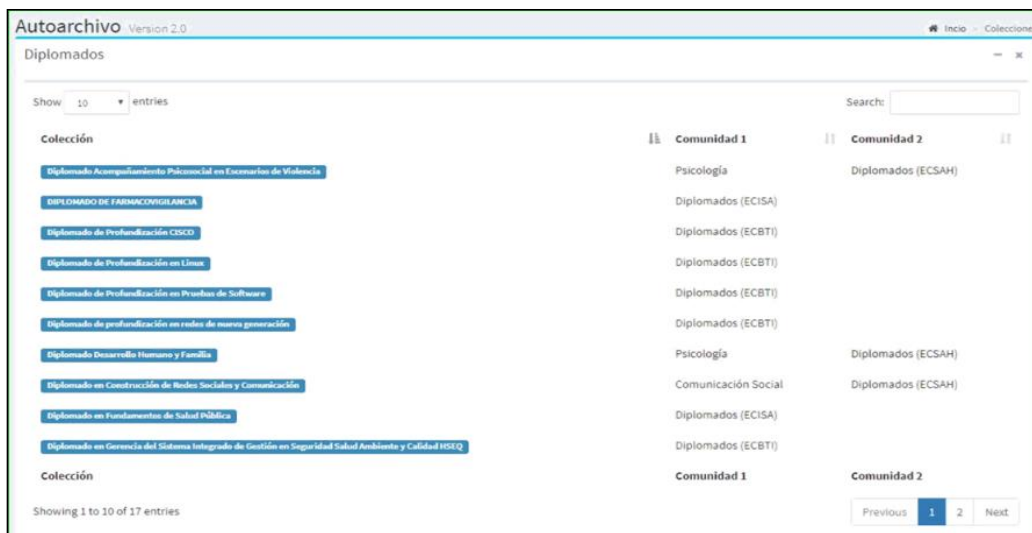 Autoarchivo Version 2.0 Incio > Coleccione
Diplomados
Show 10 entries Search:
Colección Comunidad 1 Comunidad 2
Diplomado Acompañamiento Psicosocial en Escenarios de Violencia Psicología Diplomados (ECSAH)
DIPLOMADO DE FARMACOVIGILANCIA Diplomados (ECISA)
Diplomado de Profundización CISCO Diplomados (ECBTI)
Diplomado de Profundización en Linux Diplomados (ECBTI)
Diplomado de Profundización en Pruebas de Software Diplomados (ECBTI)
Diplomado de profundización en redes de nueva generación Diplomados (ECBTI)
Diplomado Desarrollo Humano y Familia Psicología Diplomados (ECSAH)
Diplomado en Construcción de Redes Sociales y Comunicación Comunicación Social Diplomados (ECSAH)
Diplomado en Fundamentos de Salud Pública Diplomados (ECISA)
Diplomado en Gerencia del Sistema Integrado de Gestión en Seguridad Salud Ambiente y Calidad HSEQ Diplomados (ECBTI)
Colección Comunidad 1 Comunidad 2
Showing 1 to 10 of 17 entries Previous 1 2 Next